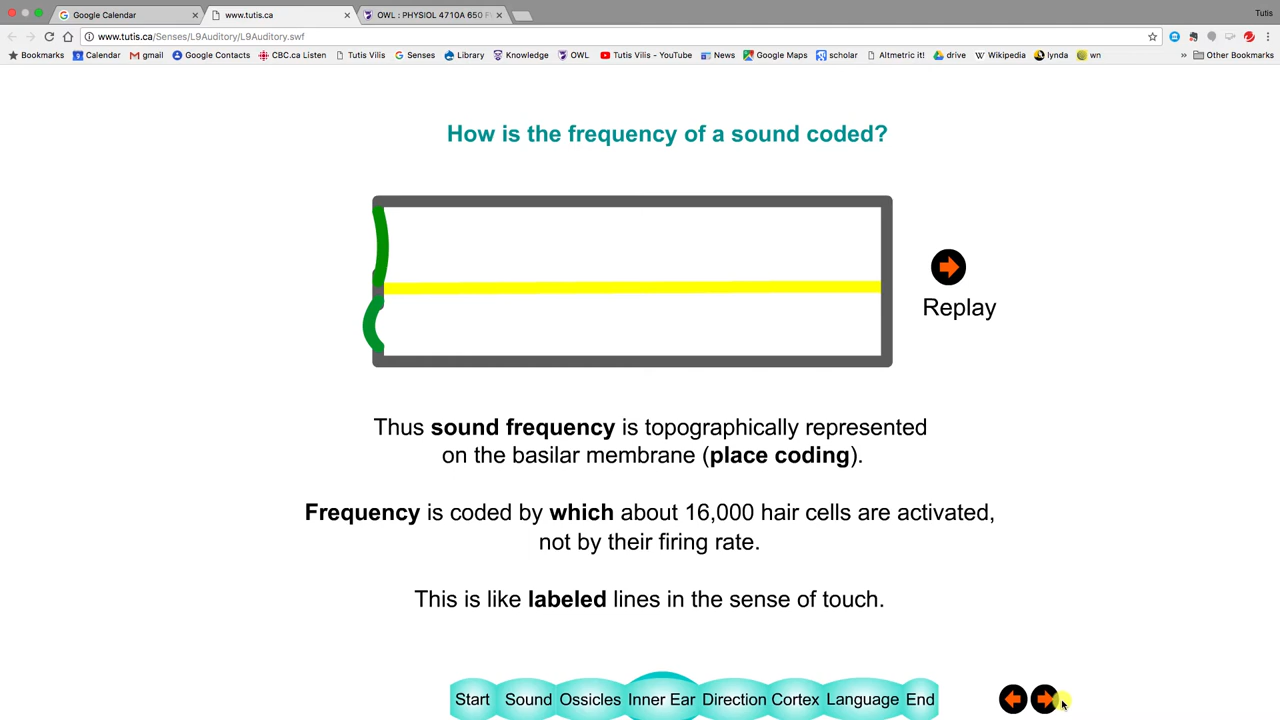 Google Calendar
www.tutis.ca
OWL : PHYSIOL 4710A 650 F
Tutis
www.tutis.ca/Senses/L9Auditory/L9Auditory.swf
Bookmarks Calendar gmail Google Contacts CBC.ca Listen Tutis Vilis Senses Library Knowledge OWL Tutis Vilis - YouTube News Google Maps scholar Altmetric it! drive Wikipedia lynda wn » Other Bookmarks
How is the frequency of a sound coded?
Replay
Thus sound frequency is topographically represented
on the basilar membrane (place coding).
Frequency is coded by which about 16,000 hair cells are activated,
not by their firing rate.
This is like labeled lines in the sense of touch.
Start Sound Ossicles Inner Ear Direction Cortex Language End